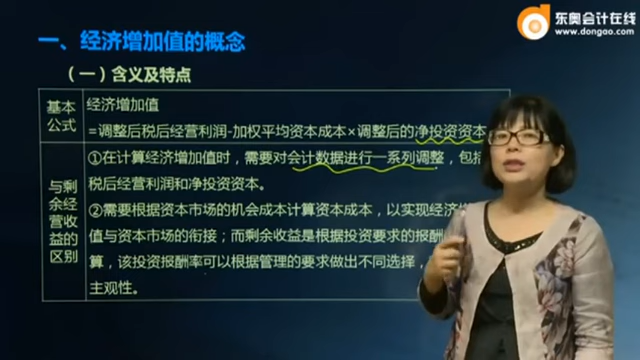 东奥会计在线
www.dongao.com
一、经济增加值的概念
（一）含义及特点
基本
公式
经济增加值
=调整后税后经营利润-加权平均资本成本×调整后的净投资资本
与剩
余经
营收
益的
区别
①在计算经济增加值时，需要对会计数据进行一系列调整，包括
税后经营利润和净投资资本。
②需要根据资本市场的机会成本计算资本成本，以实现经济
值与资本市场的衔接；而剩余收益是根据投资要求的报酬
算，该投资报酬率可以根据管理的要求做出不同选择，
主观性。